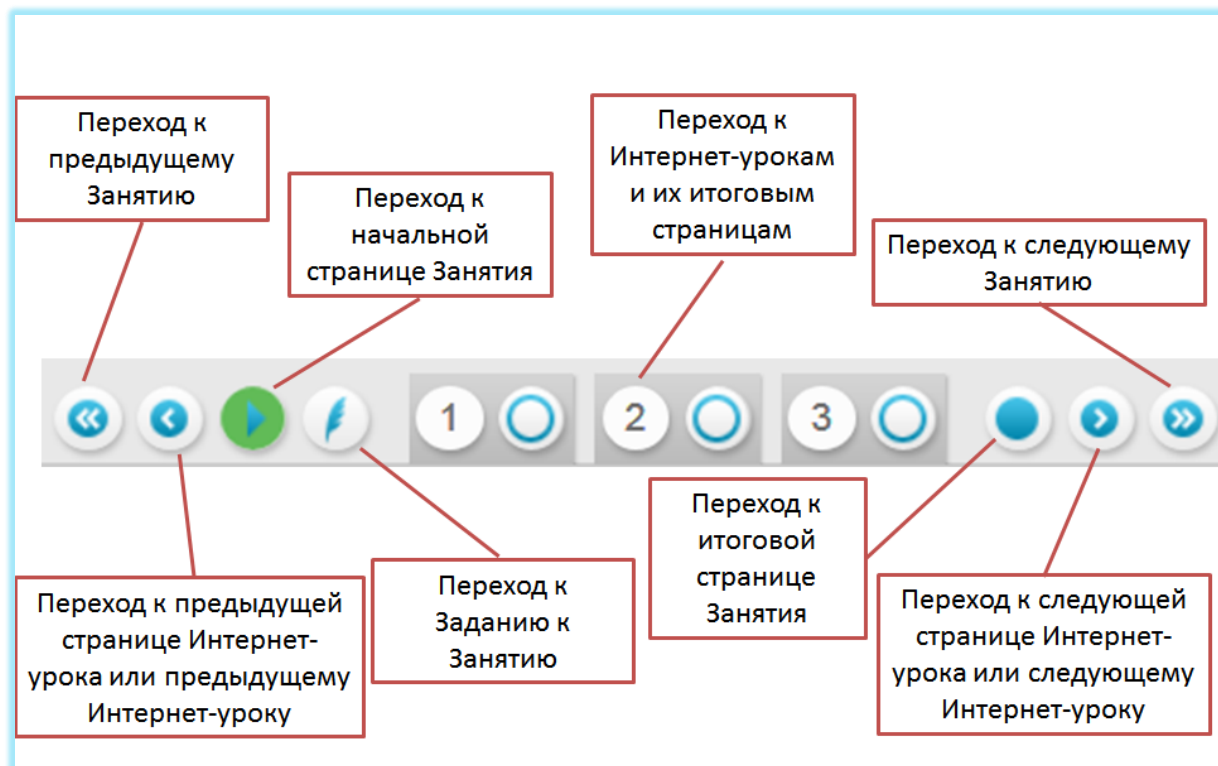 Переход к
предыдущему
Занятию
Переход к
начальной
странице Занятия
Переход к
Интернет-урокам
и их итоговым
страницам
Переход к следующему
Занятию
1
2
3
Переход к предыдущей
странице Интернет-
урока или предыдущему
Интернет-уроку
Переход к
Заданию к
Занятию
Переход к
итоговой
странице
Занятия
Переход к следующей
странице Интернет-
урока или следующему
Интернет-уроку